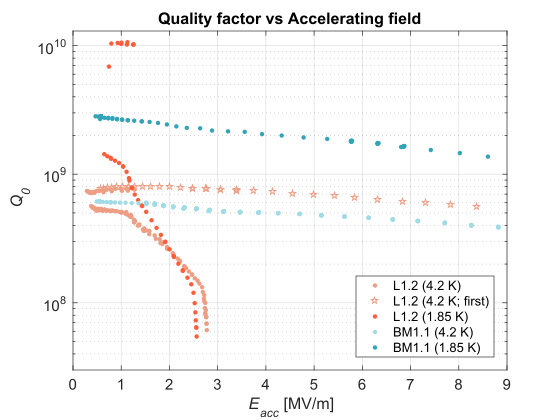 Quality factor vs Accelerating field
10^10
10^9
10^8
Q_0
0 1 2 3 4 5 6 7 8 9
E_acc [MV/m]
L1.2 (4.2 K)
L1.2 (4.2 K; first)
L1.2 (1.85 K)
BM1.1 (4.2 K)
BM1.1 (1.85 K)